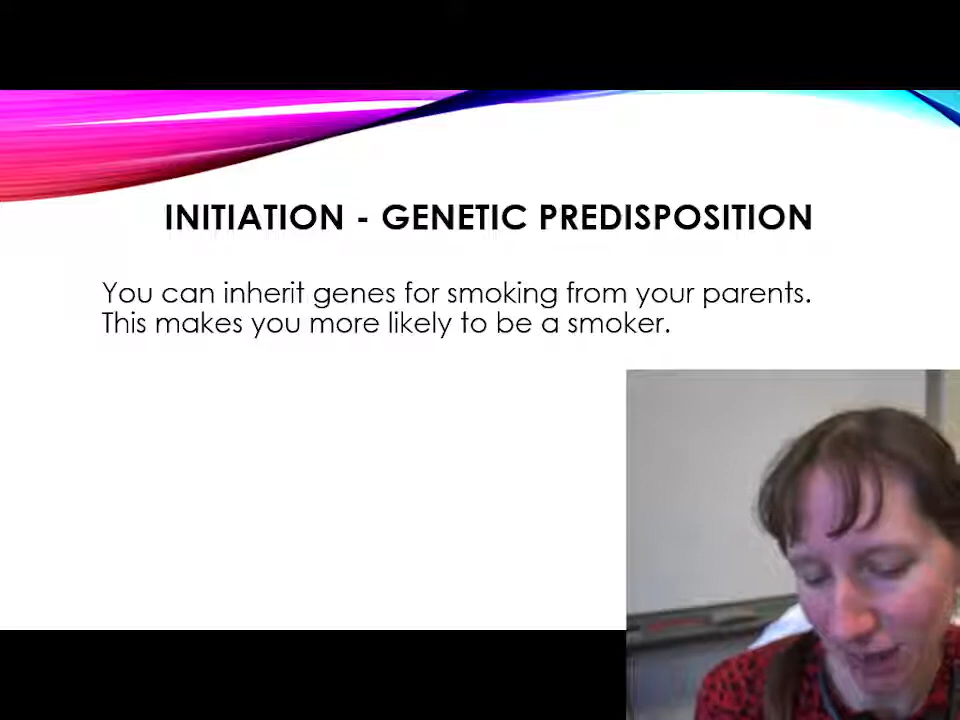 INITIATION - GENETIC PREDISPOSITION
You can inherit genes for smoking from your parents.
This makes you more likely to be a smoker.